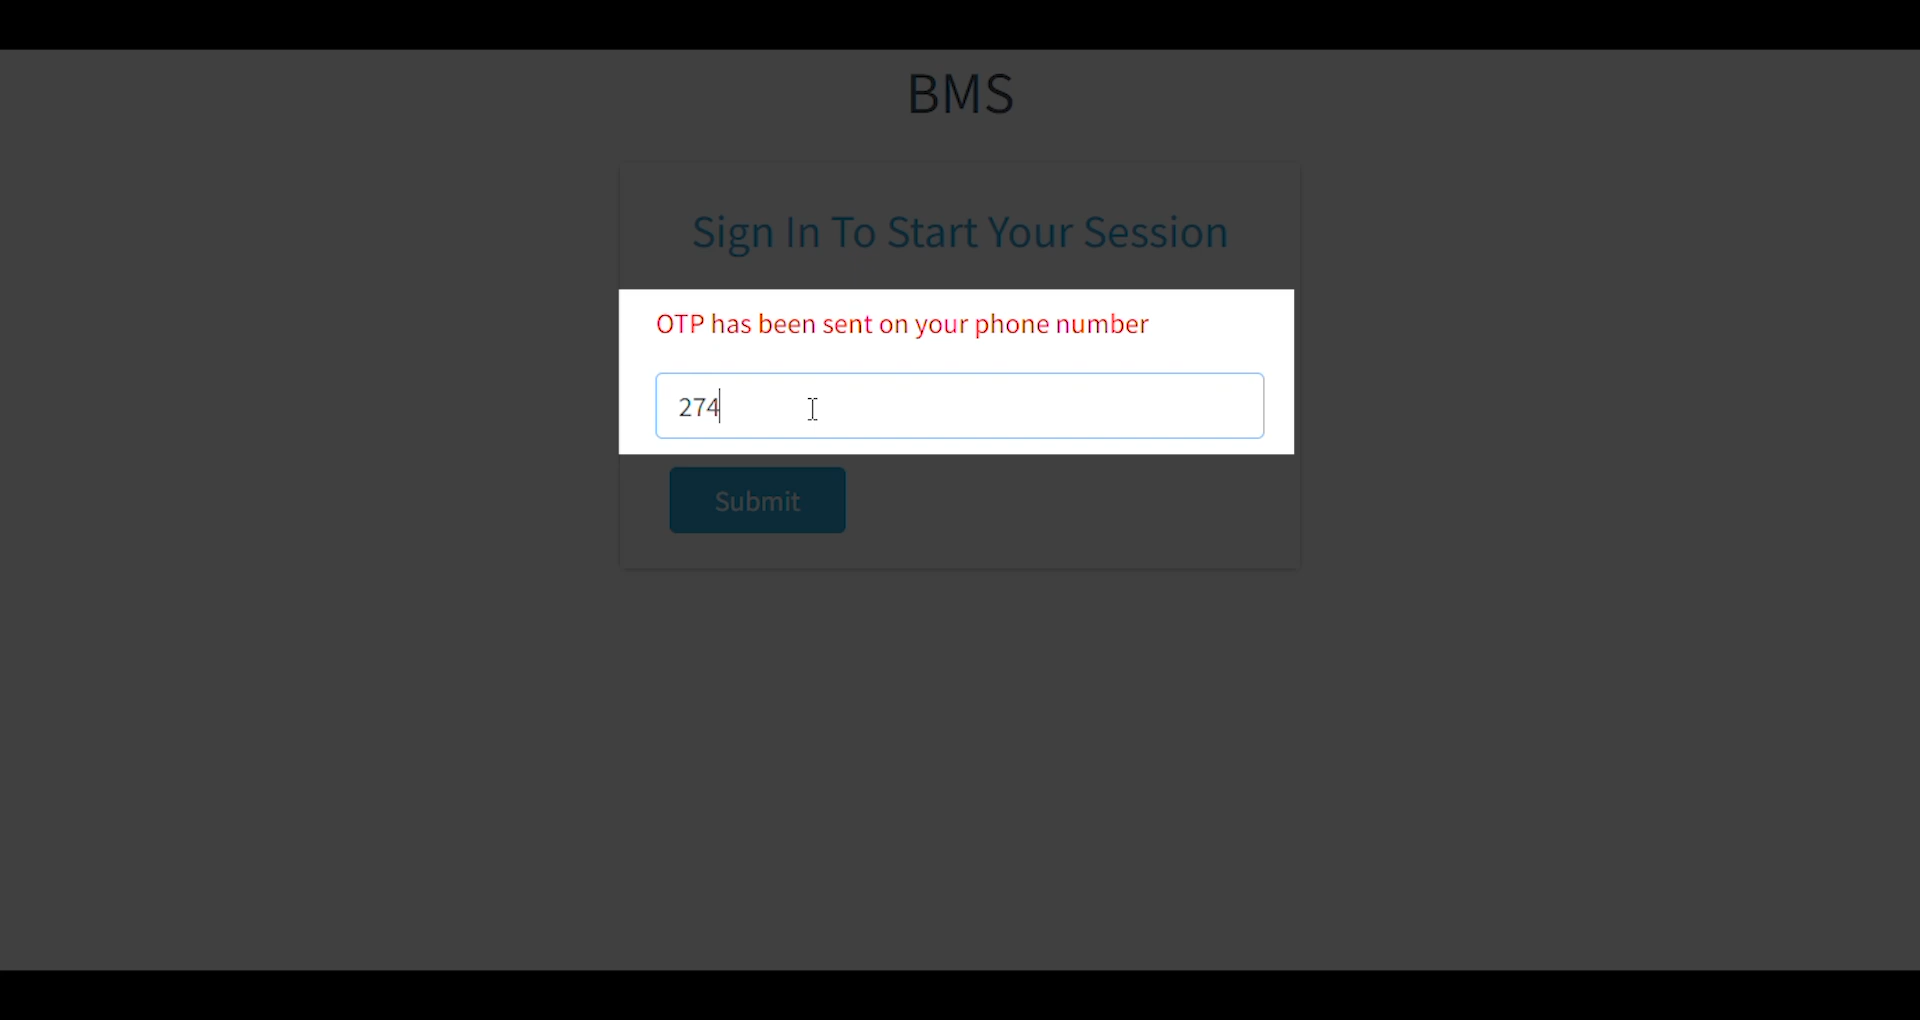 BMS
Sign In To Start Your Session
OTP has been sent on your phone number
274
Submit